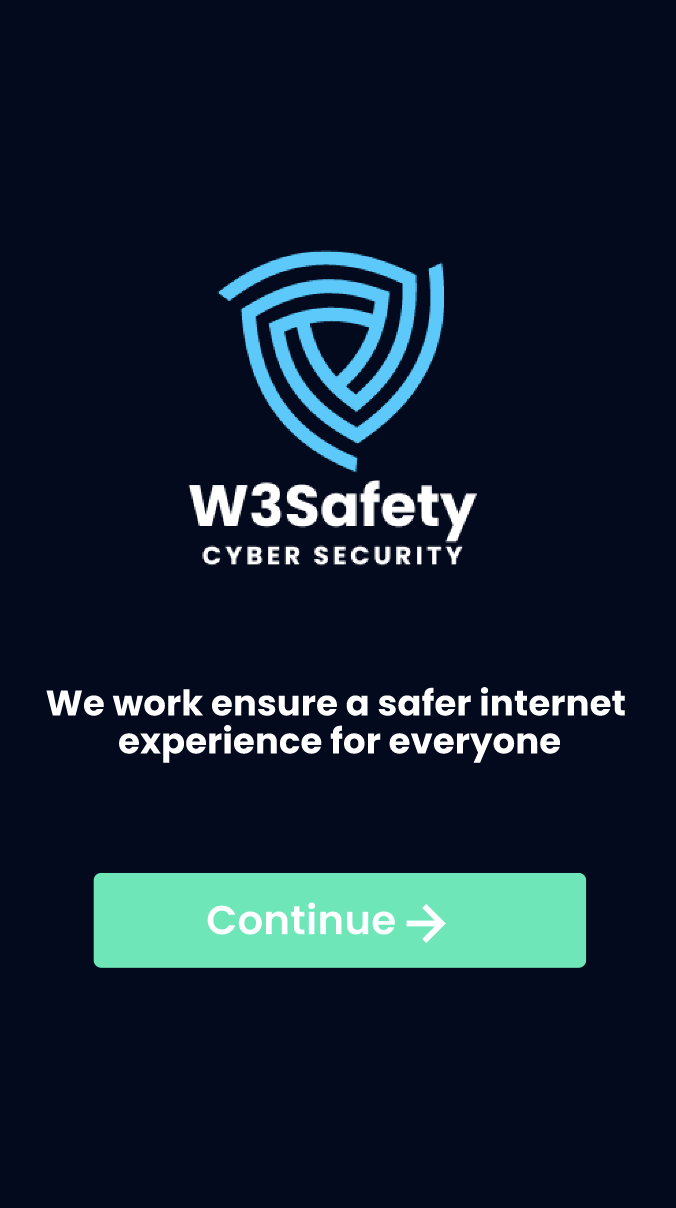 W3Safety
CYBER SECURITY
We work ensure a safer internet
experience for everyone
Continue →